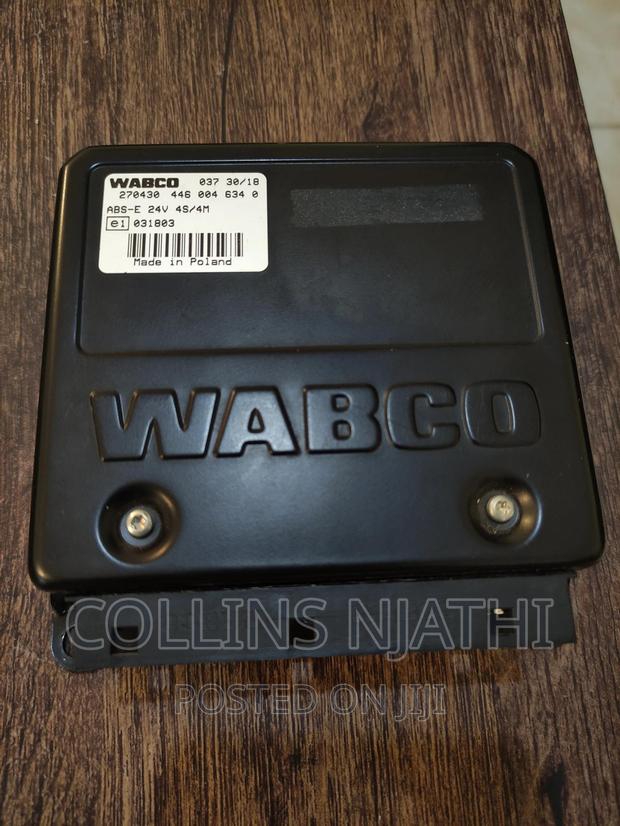 WABCO 037 30/18
270430 446 004 634 0
ABS-E 24V 4S/4M
e1 031803
Made in Poland
WABCO
COLLINS NJATHI
POSTED ON JIJI